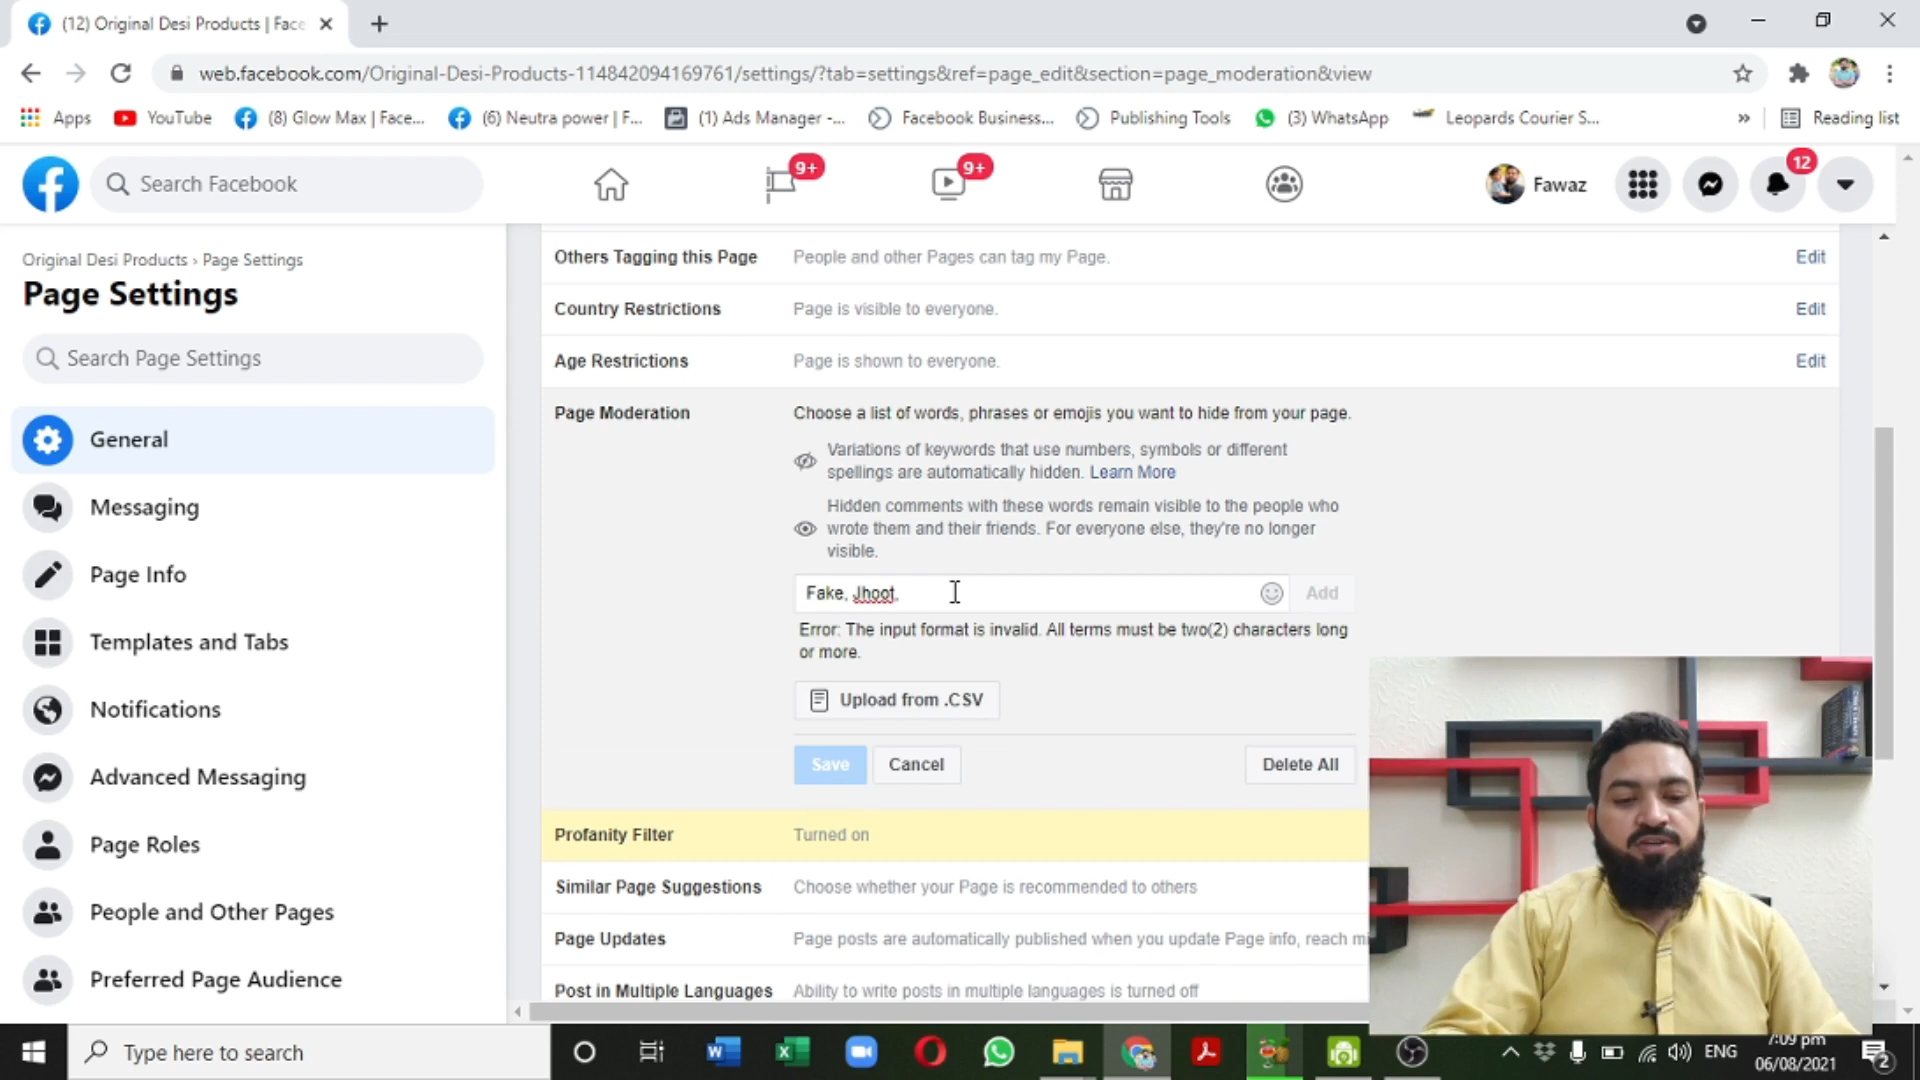 (12) Original Desi Products | Face
web.facebook.com/Original-Desi-Products-114842094169761/settings/?tab=settings&ref=page_edit&section=page_moderation&view
Apps YouTube (8) Glow Max | Face... (6) Neutra power | F... (1) Ads Manager -... Facebook Business... Publishing Tools (3) WhatsApp Leopards Courier S... » Reading list
Search Facebook 9+ 9+ Fawaz 12
Original Desi Products › Page Settings
Page Settings
Search Page Settings
General
Messaging
Page Info
Templates and Tabs
Notifications
Advanced Messaging
Page Roles
People and Other Pages
Preferred Page Audience
Others Tagging this Page People and other Pages can tag my Page. Edit
Country Restrictions Page is visible to everyone. Edit
Age Restrictions Page is shown to everyone. Edit
Page Moderation Choose a list of words, phrases or emojis you want to hide from your page.
Variations of keywords that use numbers, symbols or different
spellings are automatically hidden. Learn More
Hidden comments with these words remain visible to the people who
wrote them and their friends. For everyone else, they're no longer
visible.
Fake, Jhoot, Add
Error: The input format is invalid. All terms must be two(2) characters long
or more.
Upload from .CSV
Save Cancel Delete All
Profanity Filter Turned on
Similar Page Suggestions Choose whether your Page is recommended to others
Page Updates Page posts are automatically published when you update Page info, reach mi
Post in Multiple Languages Ability to write posts in multiple languages is turned off
Type here to search ENG 7:09 pm
06/08/2021 2